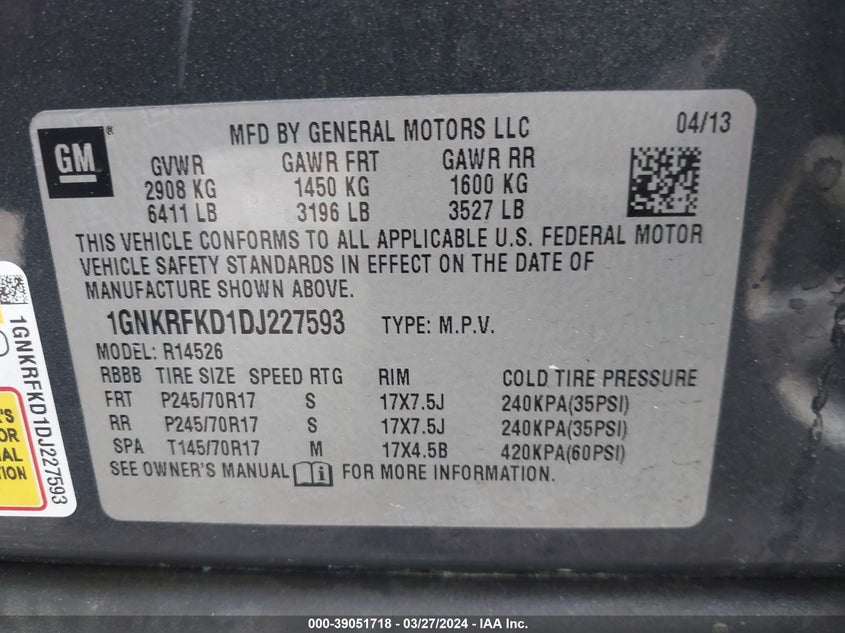 GM ®
MFD BY GENERAL MOTORS LLC 04/13
GVWR GAWR FRT GAWR RR
2908 KG 1450 KG 1600 KG
6411 LB 3196 LB 3527 LB
THIS VEHICLE CONFORMS TO ALL APPLICABLE U.S. FEDERAL MOTOR
VEHICLE SAFETY STANDARDS IN EFFECT ON THE DATE OF
MANUFACTURE SHOWN ABOVE.
1GNKRFKD1DJ227593 TYPE: M.P.V.
MODEL: R14526
RBBB TIRE SIZE SPEED RTG RIM COLD TIRE PRESSURE
FRT P245/70R17 S 17X7.5J 240KPA(35PSI)
RR P245/70R17 S 17X7.5J 240KPA(35PSI)
SPA T145/70R17 M 17X4.5B 420KPA(60PSI)
SEE OWNER'S MANUAL FOR MORE INFORMATION.
1GNKRFKD1DJ227593
000-39051718 / 03/27/2024 / IAA Inc.